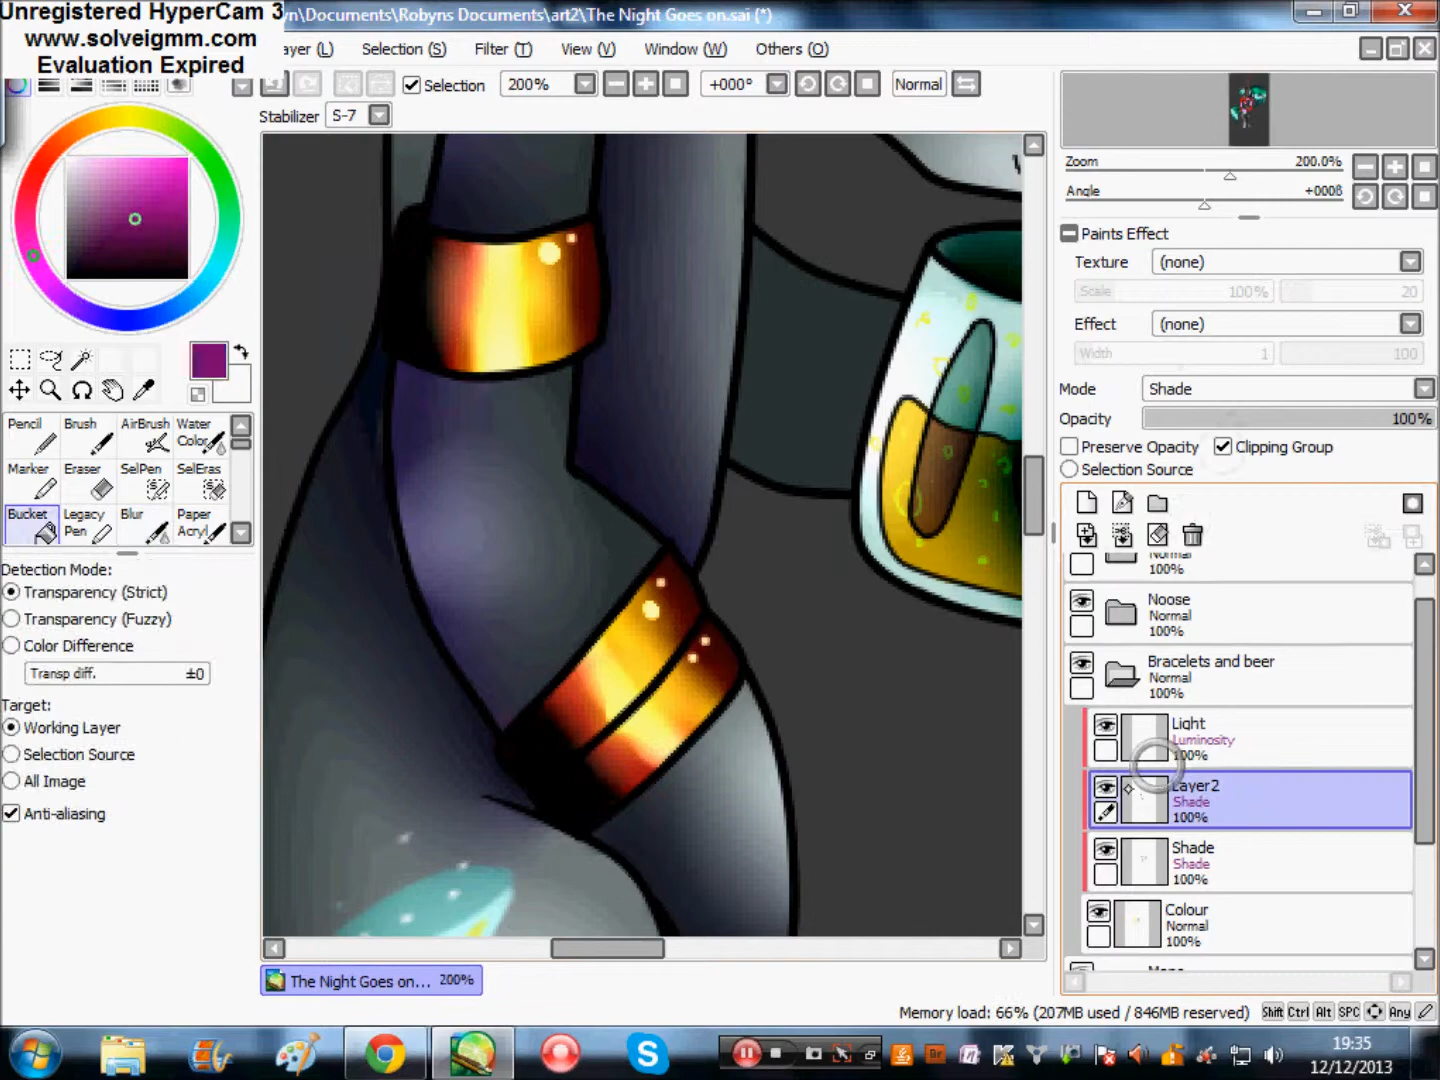 Unregistered HyperCam 3
www.solveigmm.com
Evaluation Expired
yn\Documents\Robyns Documents\art2\The Night Goes on.sai (*)
ayer (L) Selection (S) Filter (T) View (V) Window (W) Others (O)
Selection 200% +000° Normal
Stabilizer S-7
Zoom 200.0%
Angle +000ß
Paints Effect
Texture (none)
Scale 100% 20
Effect (none)
Width 1 100
Mode Shade
Opacity 100%
Preserve Opacity Clipping Group
Selection Source
Pencil Brush AirBrush Water Color
Marker Eraser SelPen SelEras
Bucket Legacy Pen Blur Paper Acryl
Detection Mode:
Transparency (Strict)
Transparency (Fuzzy)
Color Difference
Transp diff. ±0
Target:
Working Layer
Selection Source
All Image
Anti-aliasing
Normal
100%
Noose
Normal
100%
Bracelets and beer
Normal
100%
Light
Luminosity
100%
Layer2
Shade
100%
Shade
Shade
100%
Colour
Normal
100%
The Night Goes on... 200%
Memory load: 66% (207MB used / 846MB reserved) Shift Ctrl Alt SPC Any
19:35
12/12/2013